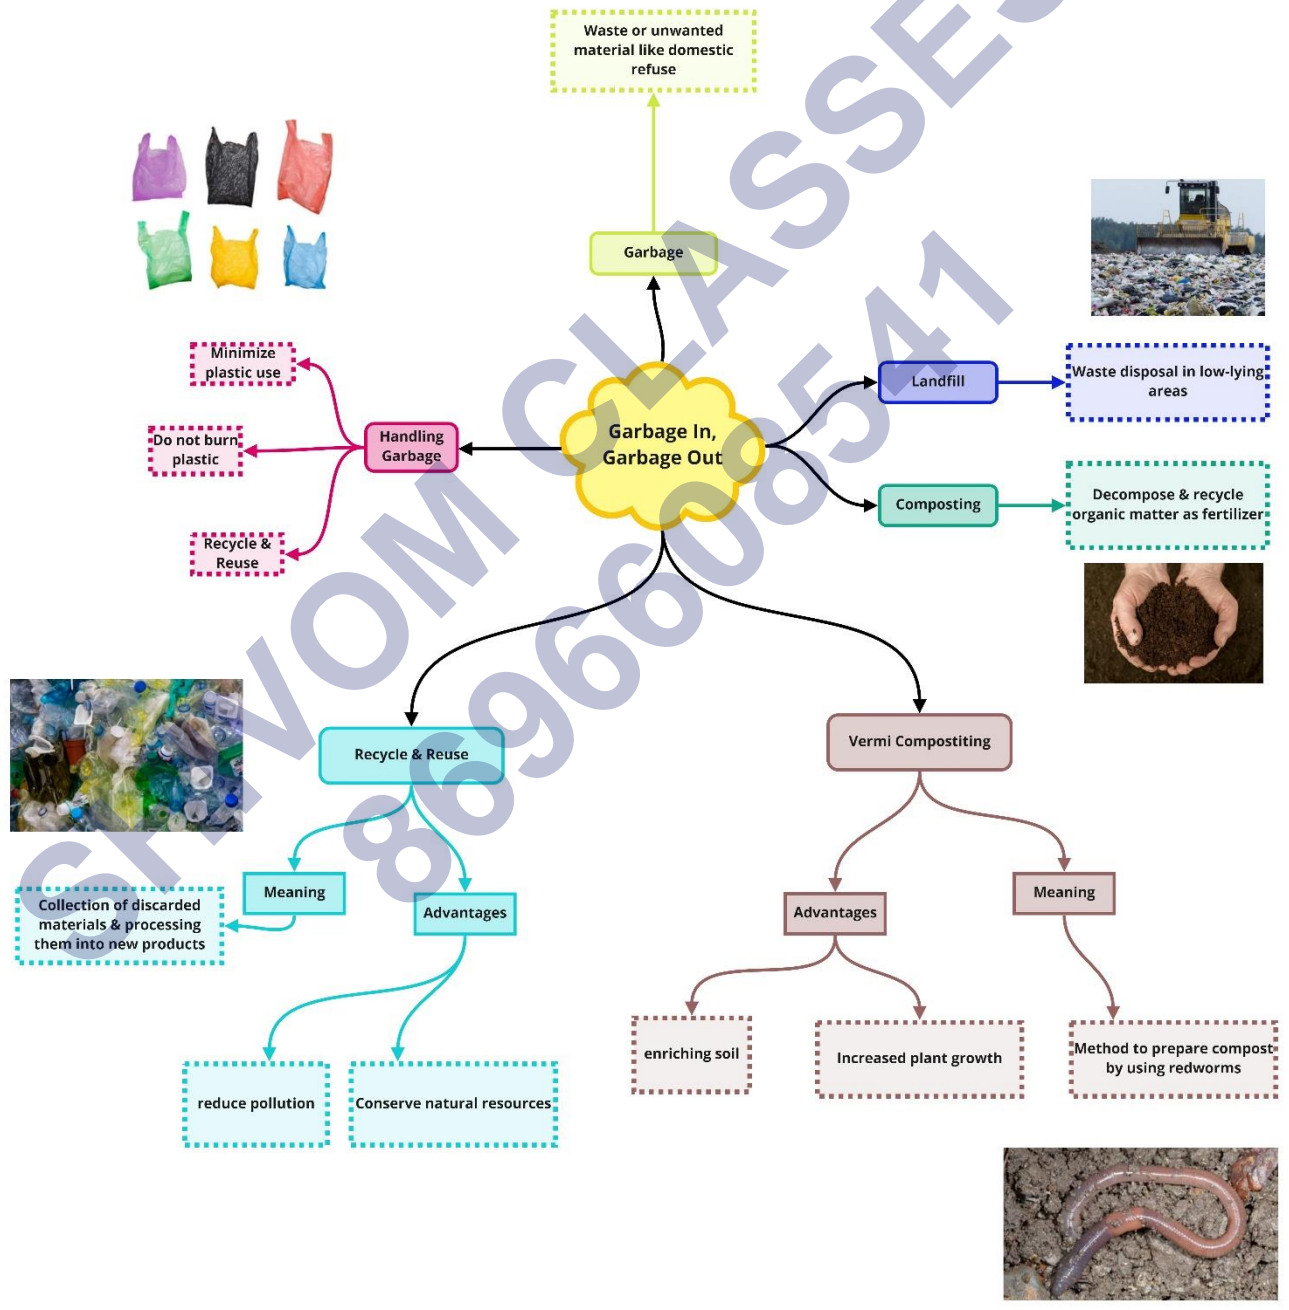 Waste or unwanted
material like domestic
refuse
Garbage
Minimize
plastic use
Do not burn
plastic
Recycle &
Reuse
Handling
Garbage
Garbage In,
Garbage Out
Landfill
Waste disposal in low-lying
areas
Composting
Decompose & recycle
organic matter as fertilizer
Recycle & Reuse
Vermi Compostiting
Meaning
Collection of discarded
materials & processing
them into new products
Advantages
reduce pollution
Conserve natural resources
Advantages
Meaning
enriching soil
Increased plant growth
Method to prepare compost
by using redworms
SHIVOM CLASSES
8696608541